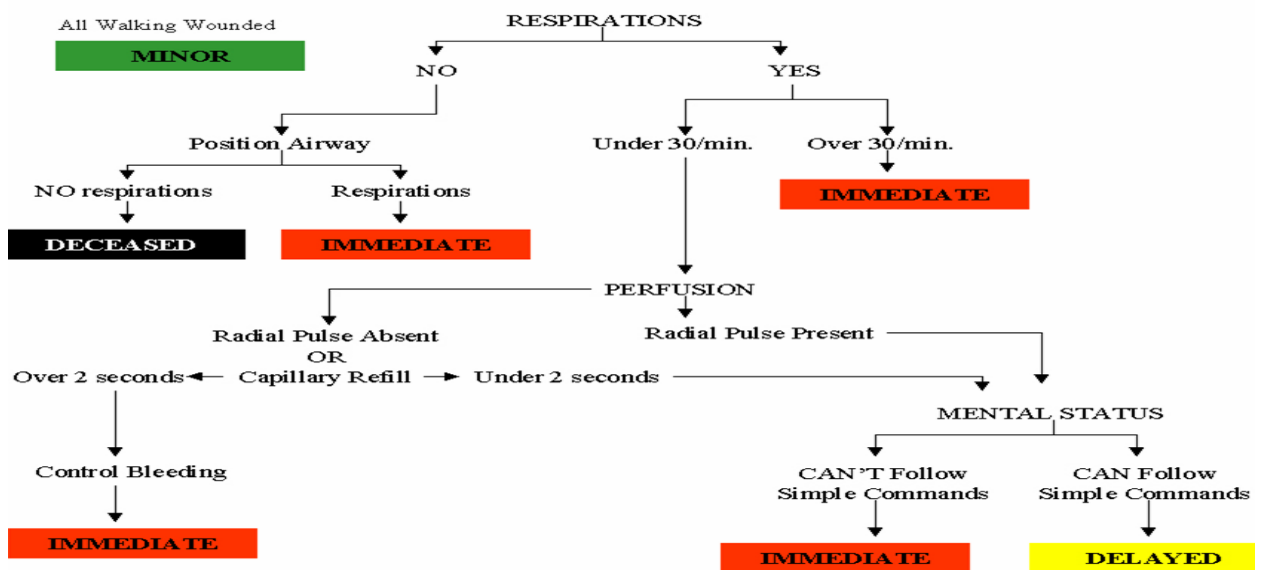 All Walking Wounded
MINOR
RESPIRATIONS
NO
YES
Position Airway
Under 30/min.
Over 30/min.
NO respirations
Respirations
IMMEDIATE
DECEASED
IMMEDIATE
PERFUSION
Radial Pulse Absent
Radial Pulse Present
OR
Over 2 seconds
Capillary Refill
Under 2 seconds
MENTAL STATUS
Control Bleeding
CAN'T Follow
Simple Commands
CAN Follow
Simple Commands
IMMEDIATE
IMMEDIATE
DELAYED